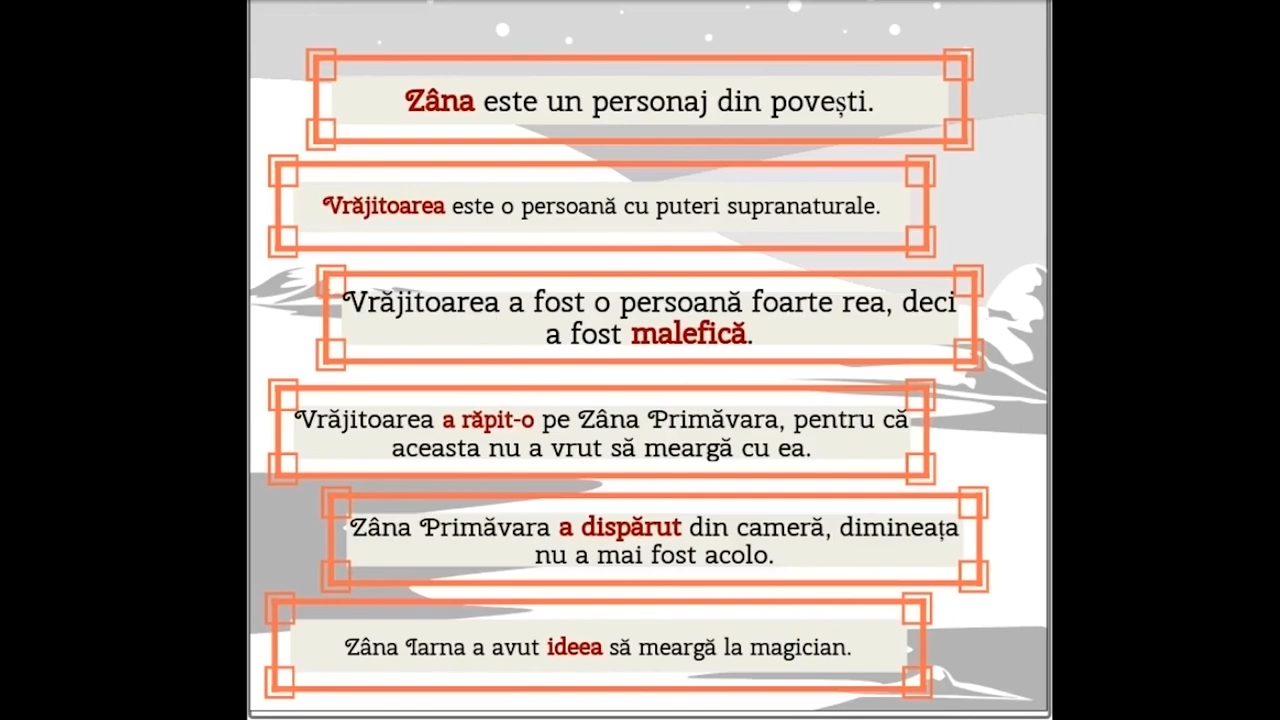 Zâna este un personaj din povești.
Vrăjitoarea este o persoană cu puteri supranaturale.
Vrăjitoarea a fost o persoană foarte rea, deci
a fost malefică.
Vrăjitoarea a răpit-o pe Zâna Primăvara, pentru că
aceasta nu a vrut să meargă cu ea.
Zâna Primăvara a dispărut din cameră, dimineața
nu a mai fost acolo.
Zâna Iarna a avut ideea să meargă la magician.